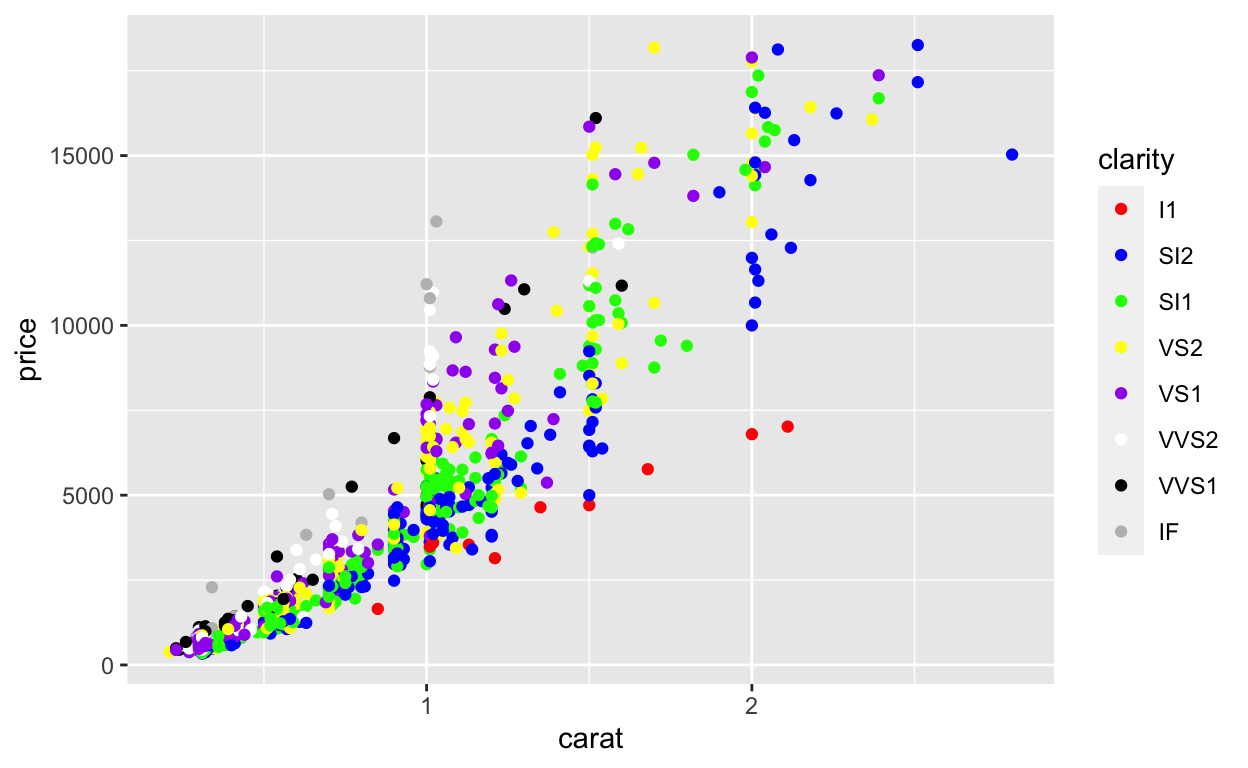 15000
10000
5000
0
price
1
2
carat
clarity
I1
SI2
SI1
VS2
VS1
VVS2
VVS1
IF